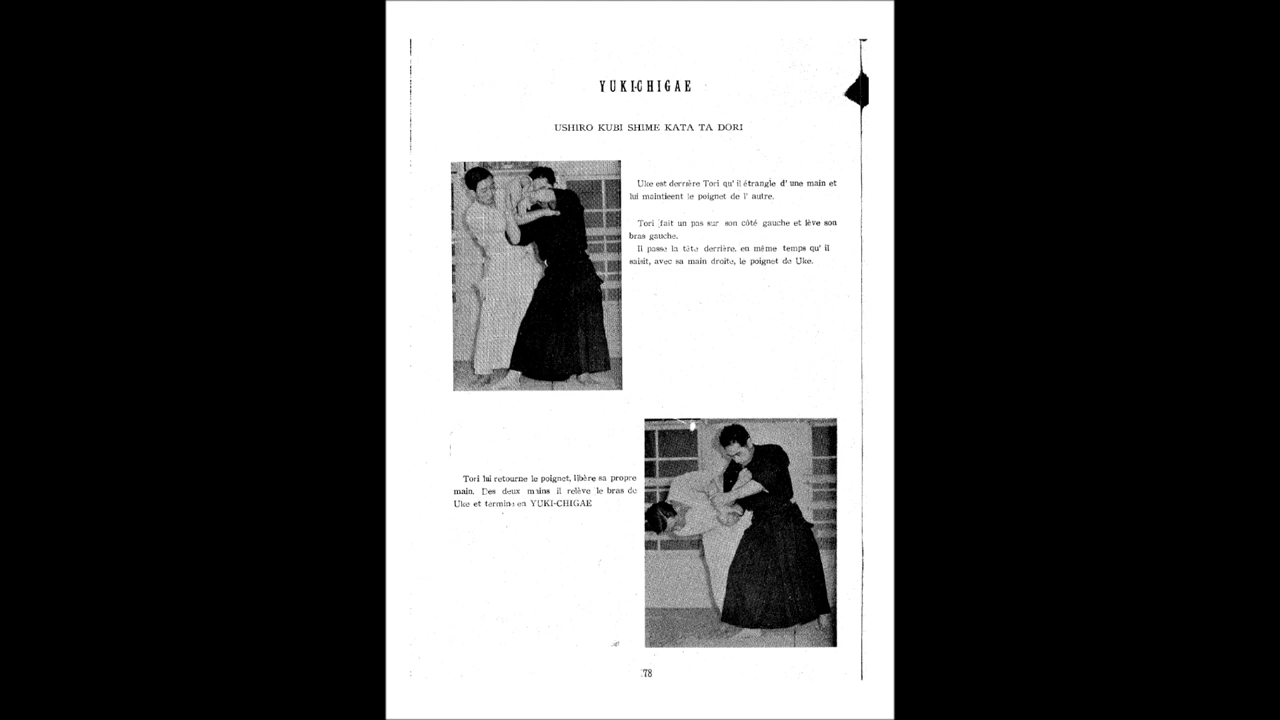 YUKI-CHIGAE
USHIRO KUBI SHIME KATA TA DORI
Uke est derrière Tori qu' il étrangle d' une main et
lui maintient le poignet de l' autre.
Tori fait un pas sur son côté gauche et lève son
bras gauche.
Il passe la tête derrière, en même temps qu' il
saisit, avec sa main droite, le poignet de Uke.
Tori lui retourne le poignet, libère sa propre
main. Des deux mains il relève le bras de
Uke et termine en YUKI-CHIGAE
78